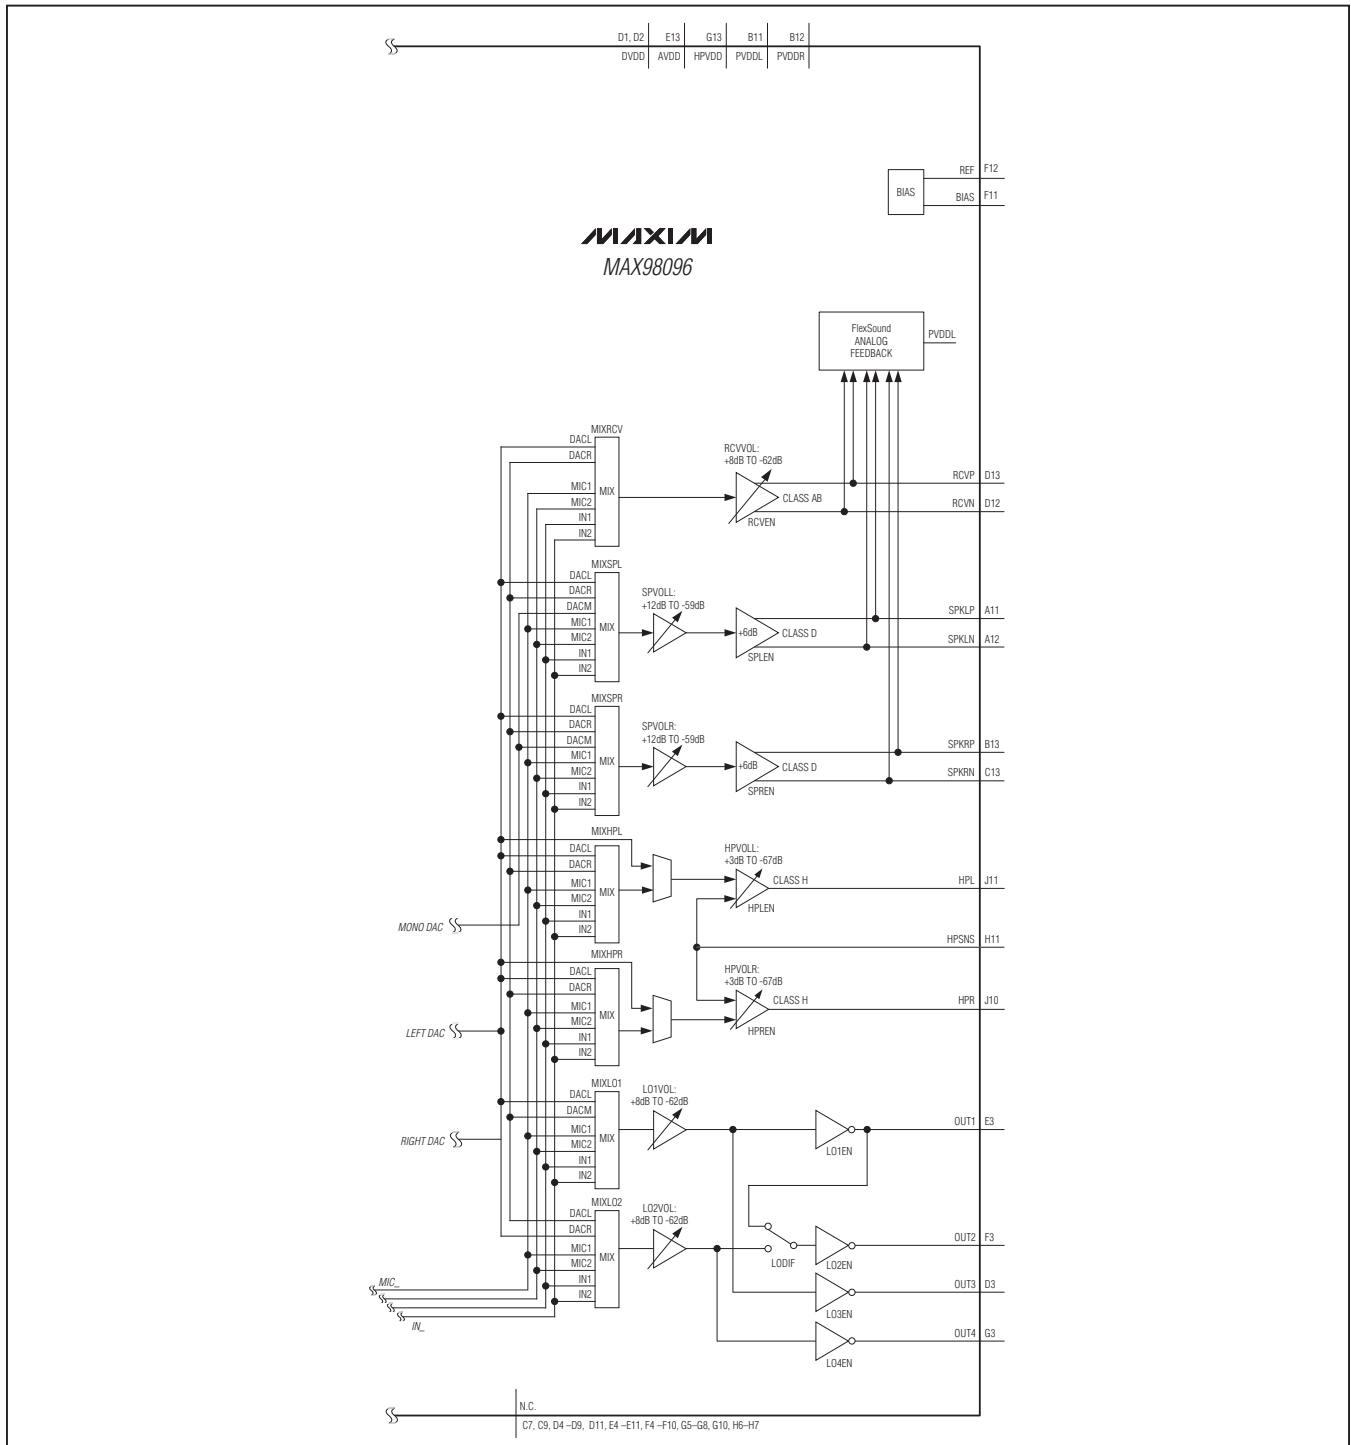 D1, D2 E13 G13 B11 B12
DVDD AVDD HPVDD PVDDL PVDDR
REF F12
BIAS
BIAS F11
MAXIM
MAX98096
FlexSound
ANALOG
FEEDBACK
PVDDL
MIXRCV
DACL
DACR
MIC1
MIC2
IN1
IN2
MIX
RCVVOL:
+8dB TO -62dB
CLASS AB
RCVEN
RCVP D13
RCVN D12
MIXSPL
DACL
DACR
DACM
MIC1
MIC2
IN1
IN2
MIX
SPVOLL:
+12dB TO -59dB
+6dB
CLASS D
SPLEN
SPKLP A11
SPKLN A12
MIXSPR
DACL
DACR
DACM
MIC1
MIC2
IN1
IN2
MIX
SPVOLR:
+12dB TO -59dB
+6dB
CLASS D
SPREN
SPKRP B13
SPKRN C13
MIXHPL
DACL
DACR
MIC1
MIC2
IN1
IN2
MIX
HPVOLL:
+3dB TO -67dB
CLASS H
HPLEN
HPL J11
MONO DAC
HPSNS H11
MIXHPR
DACL
DACR
MIC1
MIC2
IN1
IN2
MIX
HPVOLR:
+3dB TO -67dB
CLASS H
HPREN
HPR J10
LEFT DAC
MIXLO1
DACL
DACM
MIC1
MIC2
IN1
IN2
MIX
LO1VOL:
+8dB TO -62dB
LO1EN
OUT1 E3
RIGHT DAC
MIXLO2
DACL
DACR
MIC1
MIC2
IN1
IN2
MIX
LO2VOL:
+8dB TO -62dB
LODIF
LO2EN
OUT2 F3
LO3EN
OUT3 D3
LO4EN
OUT4 G3
MIC_
IN_
N.C.
C7, C9, D4 –D9, D11, E4 –E11, F4 –F10, G5–G8, G10, H6–H7